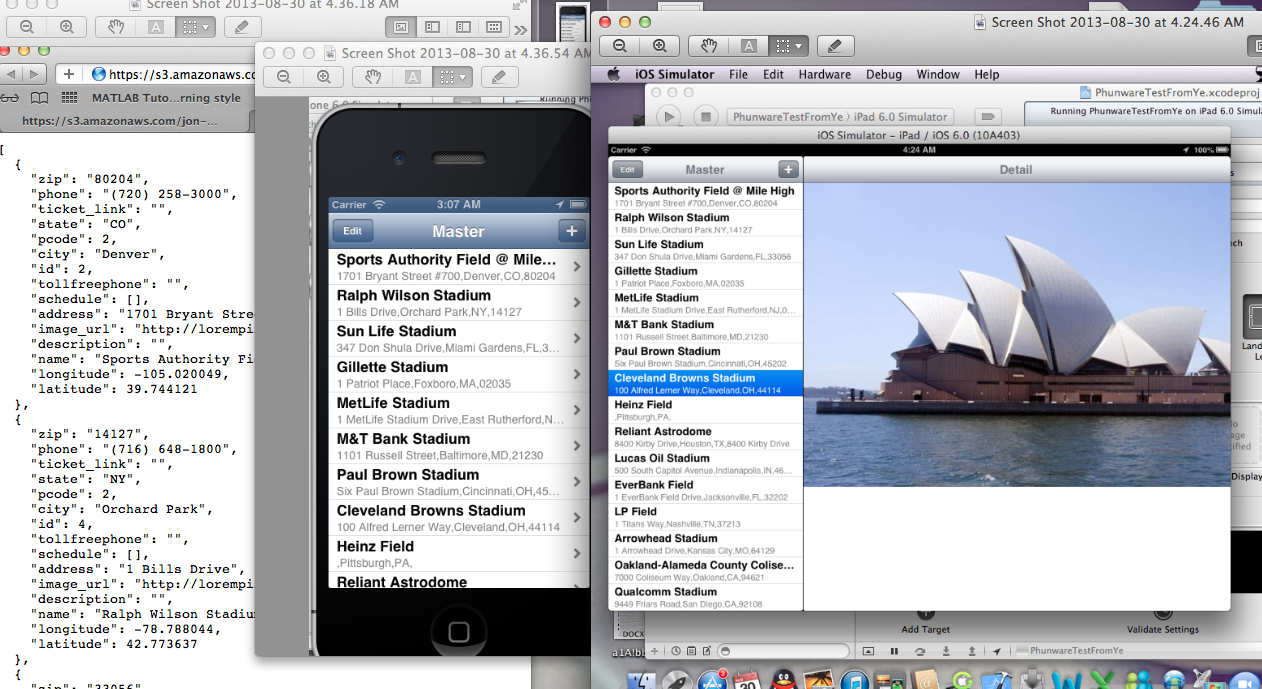 Screen Shot 2013-08-30 at 4.36.18 AM
https://s3.amazonaws.co
MATLAB Tuto...rning style
https://s3.amazonaws.com/jon-...
[
{
"zip": "80204",
"phone": "(720) 258-3000",
"ticket_link": "",
"state": "CO",
"pcode": 2,
"city": "Denver",
"id": 2,
"tollfreephone": "",
"schedule": [],
"address": "1701 Bryant Stre
"image_url": "http://lorempi
"description": "",
"name": "Sports Authority Fi
"longitude": -105.020049,
"latitude": 39.744121
},
{
"zip": "14127",
"phone": "(716) 648-1800",
"ticket_link": "",
"state": "NY",
"pcode": 2,
"city": "Orchard Park",
"id": 4,
"tollfreephone": "",
"schedule": [],
"address": "1 Bills Drive",
"image_url": "http://lorempi
"description": "",
"name": "Ralph Wilson Stadiu
"longitude": -78.788044,
"latitude": 42.773637
},
{
"zip": "33056"
Screen Shot 2013-08-30 at 4.36.54 AM
Carrier 3:07 AM
Edit Master +
Sports Authority Field @ Mile...
1701 Bryant Street #700,Denver,CO,80204
Ralph Wilson Stadium
1 Bills Drive,Orchard Park,NY,14127
Sun Life Stadium
347 Don Shula Drive,Miami Gardens,FL,3...
Gillette Stadium
1 Patriot Place,Foxboro,MA,02035
MetLife Stadium
1 MetLife Stadium Drive,East Rutherford,N...
M&T Bank Stadium
1101 Russell Street,Baltimore,MD,21230
Paul Brown Stadium
Six Paul Brown Stadium,Cincinnati,OH,45...
Cleveland Browns Stadium
100 Alfred Lerner Way,Cleveland,OH,44114
Heinz Field
,Pittsburgh,PA,
Reliant Astrodome
Screen Shot 2013-08-30 at 4.24.46 AM
iOS Simulator File Edit Hardware Debug Window Help
PhunwareTestFromYe.xcodeproj
PhunwareTestFromYe › iPad 6.0 Simulator
Running PhunwareTestFromYe on iPad 6.0 Simula
iOS Simulator - iPad / iOS 6.0 (10A403)
Carrier 4:24 AM 100%
Edit Master + Detail
Sports Authority Field @ Mile High
1701 Bryant Street #700,Denver,CO,80204
Ralph Wilson Stadium
1 Bills Drive,Orchard Park,NY,14127
Sun Life Stadium
347 Don Shula Drive,Miami Gardens,FL,33056
Gillette Stadium
1 Patriot Place,Foxboro,MA,02035
MetLife Stadium
1 MetLife Stadium Drive,East Rutherford,NJ,0...
M&T Bank Stadium
1101 Russell Street,Baltimore,MD,21230
Paul Brown Stadium
Six Paul Brown Stadium,Cincinnati,OH,45202
Cleveland Browns Stadium
100 Alfred Lerner Way,Cleveland,OH,44114
Heinz Field
,Pittsburgh,PA,
Reliant Astrodome
8400 Kirby Drive,Houston,TX,8400 Kirby Drive
Lucas Oil Stadium
500 South Capitol Avenue,Indianapolis,IN,46...
EverBank Field
1 EverBank Field Drive,Jacksonville,FL,32202
LP Field
1 Titans Way,Nashville,TN,37213
Arrowhead Stadium
1 Arrowhead Drive,Kansas City,MO,64129
Oakland-Alameda County Colise...
7000 Coliseum Way,Oakland,CA,94621
Qualcomm Stadium
9449 Friars Road,San Diego,CA,92108
Add Target
Validate Settings
DOCX
PhunwareTestFromYe